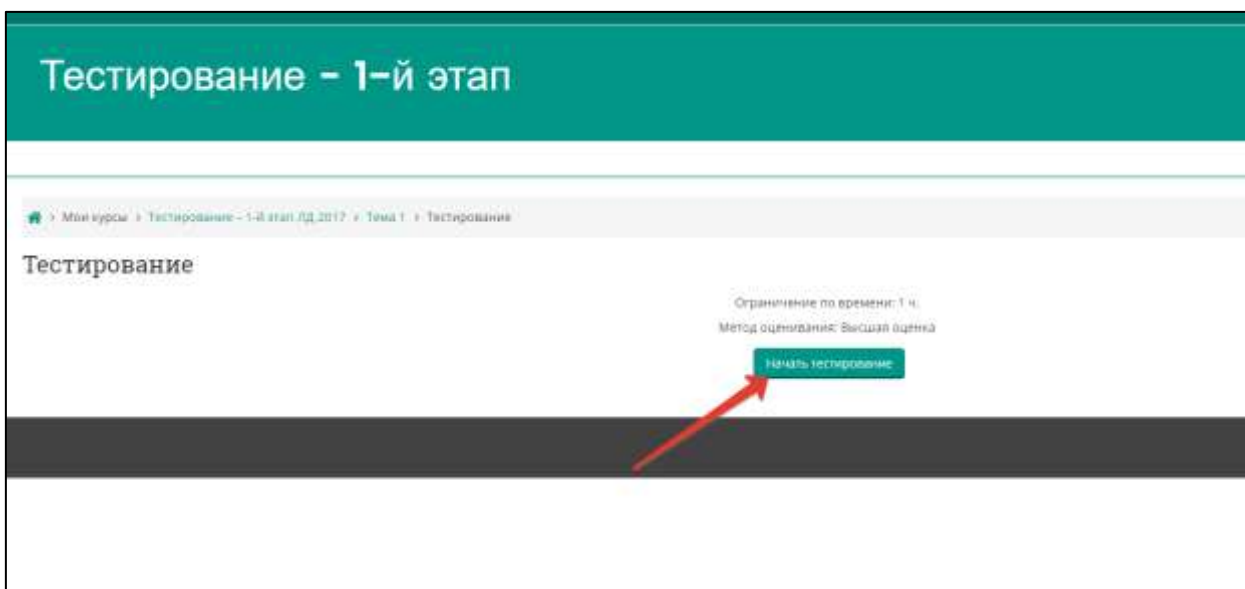 Тестирование – 1-й этап
Мои курсы › Тестирование – 1-й этап ЛД 2017 › Тема 1 › Тестирование
Тестирование
Ограничение по времени: 1 ч.
Метод оценивания: Высшая оценка
Начать тестирование